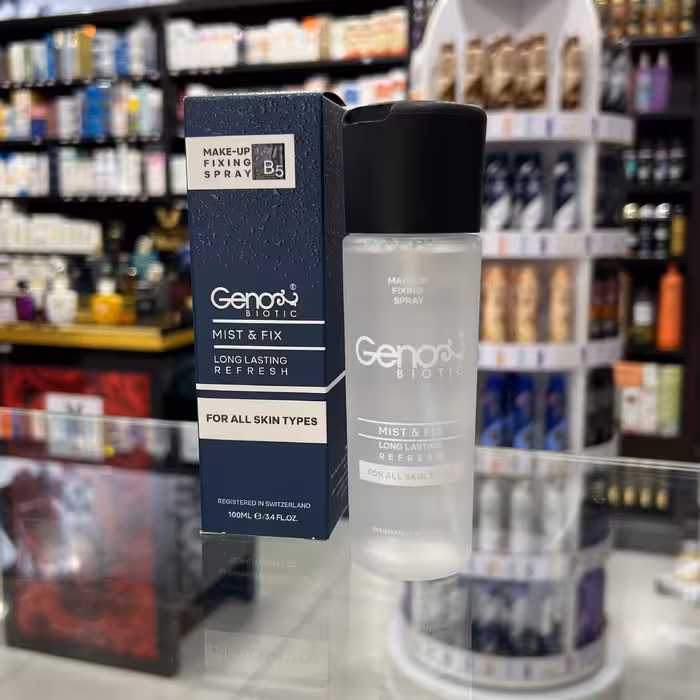 MAKE-UP
FIXING
SPRAY
B5
Geno®
BIOTIC
MIST & FIX
LONG LASTING
REFRESH
FOR ALL SKIN TYPES
REGISTERED IN SWITZERLAND
100ML ℮/3.4 FL.OZ.
MAKE-UP
FIXING
SPRAY
Geno
BIOTIC
MIST & FIX
LONG LASTING
REFRESH
FOR ALL SKIN